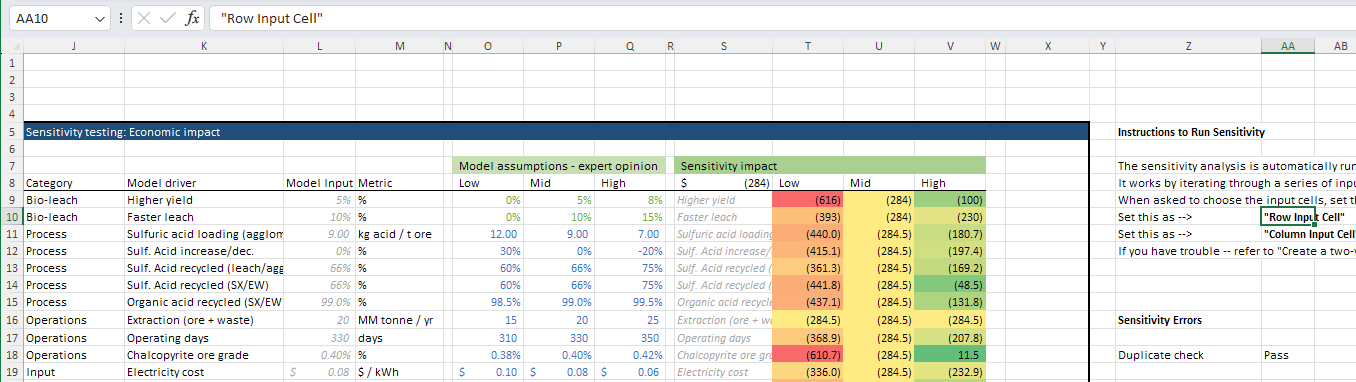 AA10 fx "Row Input Cell"
J K L M N O P Q R S T U V W X Y Z AA AB
1
2
3
4
5 Sensitivity testing: Economic impact Instructions to Run Sensitivity
6
7 Model assumptions - expert opinion Sensitivity impact The sensitivity analysis is automatically run
8 Category Model driver Model Input Metric Low Mid High $ (284) Low Mid High It works by iterating through a series of inpu
9 Bio-leach Higher yield 5% % 0% 5% 8% Higher yield (616) (284) (100) When asked to choose the input cells, set th
10 Bio-leach Faster leach 10% % 0% 10% 15% Faster leach (393) (284) (230) Set this as --> "Row Input Cell"
11 Process Sulfuric acid loading (agglom 9.00 kg acid / t ore 12.00 9.00 7.00 Sulfuric acid loading (440.0) (284.5) (180.7) Set this as --> "Column Input Cell
12 Process Sulf. Acid increase/dec. 0% % 30% 0% -20% Sulf. Acid increase/ (415.1) (284.5) (197.4) If you have trouble -- refer to "Create a two-v
13 Process Sulf. Acid recycled (leach/agg 66% % 60% 66% 75% Sulf. Acid recycled ( (361.3) (284.5) (169.2)
14 Process Sulf. Acid recycled (SX/EW) 66% % 60% 66% 75% Sulf. Acid recycled ( (441.8) (284.5) (48.5)
15 Process Organic acid recycled (SX/EW 99.0% % 98.5% 99.0% 99.5% Organic acid recycle (437.1) (284.5) (131.8)
16 Operations Extraction (ore + waste) 20 MM tonne / yr 15 20 25 Extraction (ore + wa (284.5) (284.5) (284.5) Sensitivity Errors
17 Operations Operating days 330 days 310 330 350 Operating days (368.9) (284.5) (207.8)
18 Operations Chalcopyrite ore grade 0.40% % 0.38% 0.40% 0.42% Chalcopyrite ore gra (610.7) (284.5) 11.5 Duplicate check Pass
19 Input Electricity cost $ 0.08 $ / kWh $ 0.10 $ 0.08 $ 0.06 Electricity cost (336.0) (284.5) (232.9)